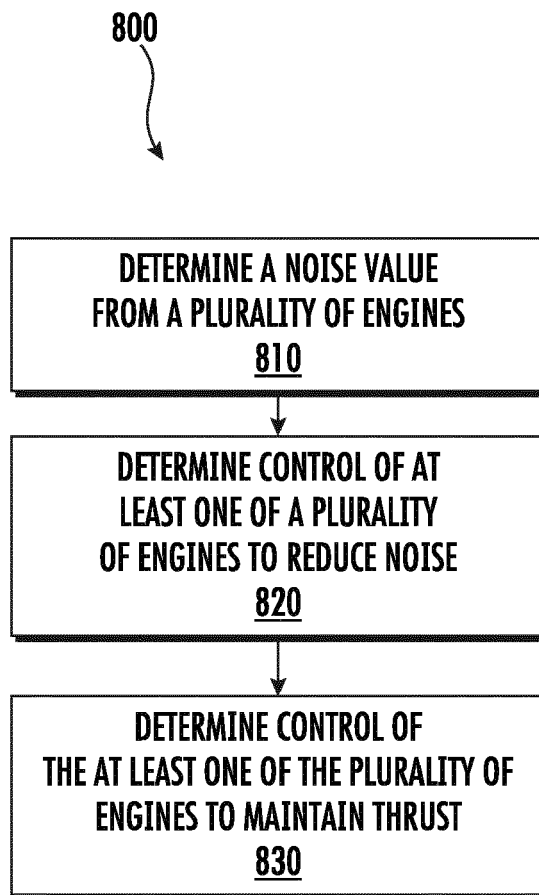 800
DETERMINE A NOISE VALUE
FROM A PLURALITY OF ENGINES
810
DETERMINE CONTROL OF AT
LEAST ONE OF A PLURALITY
OF ENGINES TO REDUCE NOISE
820
DETERMINE CONTROL OF
THE AT LEAST ONE OF THE PLURALITY OF
ENGINES TO MAINTAIN THRUST
830